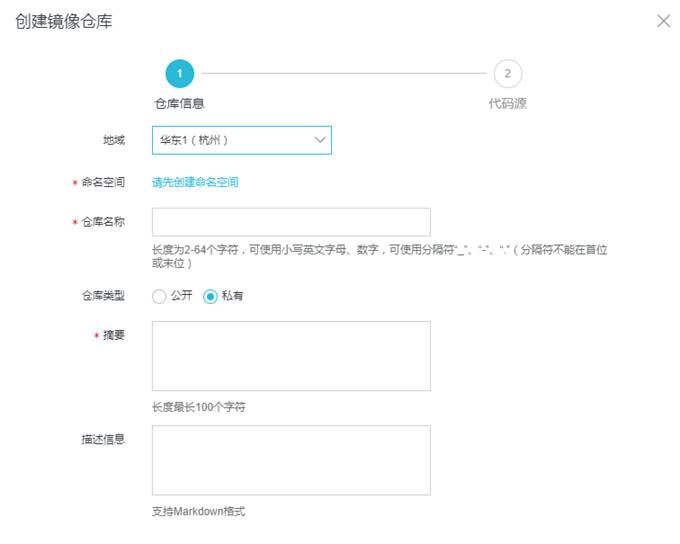 创建镜像仓库
1
2
仓库信息
代码源
地域
华东1（杭州）
* 命名空间
请先创建命名空间
* 仓库名称
长度为2-64个字符，可使用小写英文字母、数字，可使用分隔符“_”、“-”、“.”（分隔符不能在首位
或末位）
仓库类型
公开
私有
* 摘要
长度最长100个字符
描述信息
支持Markdown格式